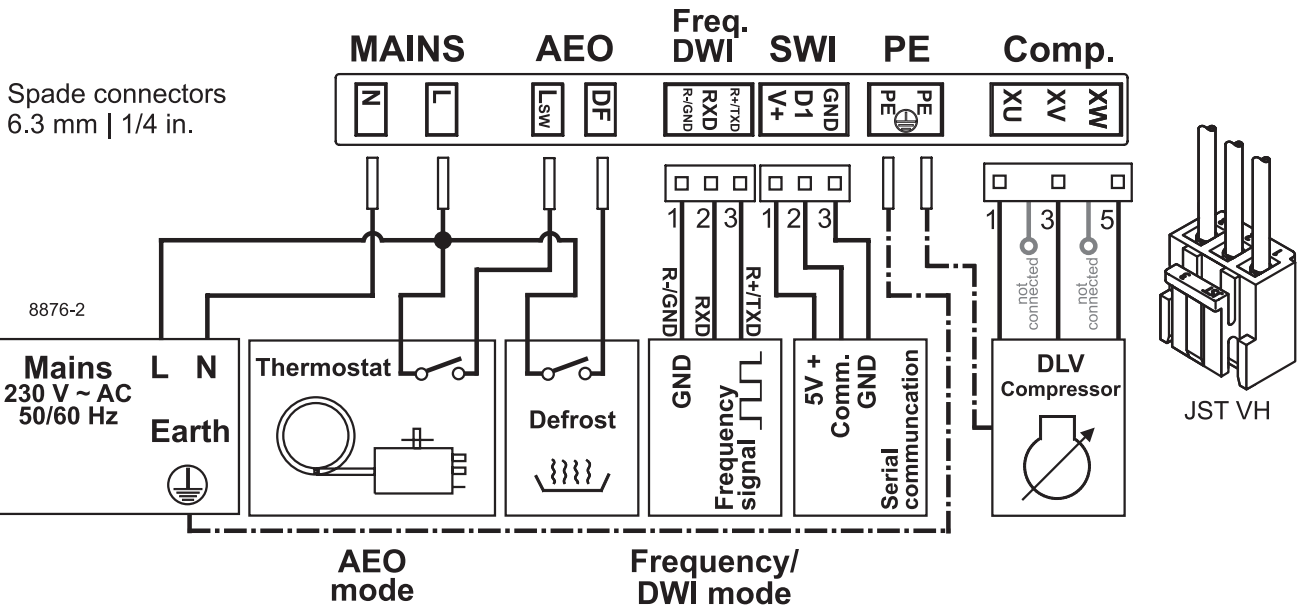 Freq.
MAINS AEO DWI SWI PE Comp.
Spade connectors
6.3 mm | 1/4 in.
N L LSW DF R-/GND RXD R+/TXD V+ D1 GND PE PE XU XV XW
1 2 3 1 2 3 1 3 5
R-/GND RXD R+/TXD
not connected
not connected
8876-2
Mains
230 V ~ AC
50/60 Hz
L N
Earth
Thermostat
Defrost
GND
Frequency
signal
5V +
Comm.
GND
Serial
communcation
DLV
Compressor
JST VH
AEO
mode
Frequency/
DWI mode